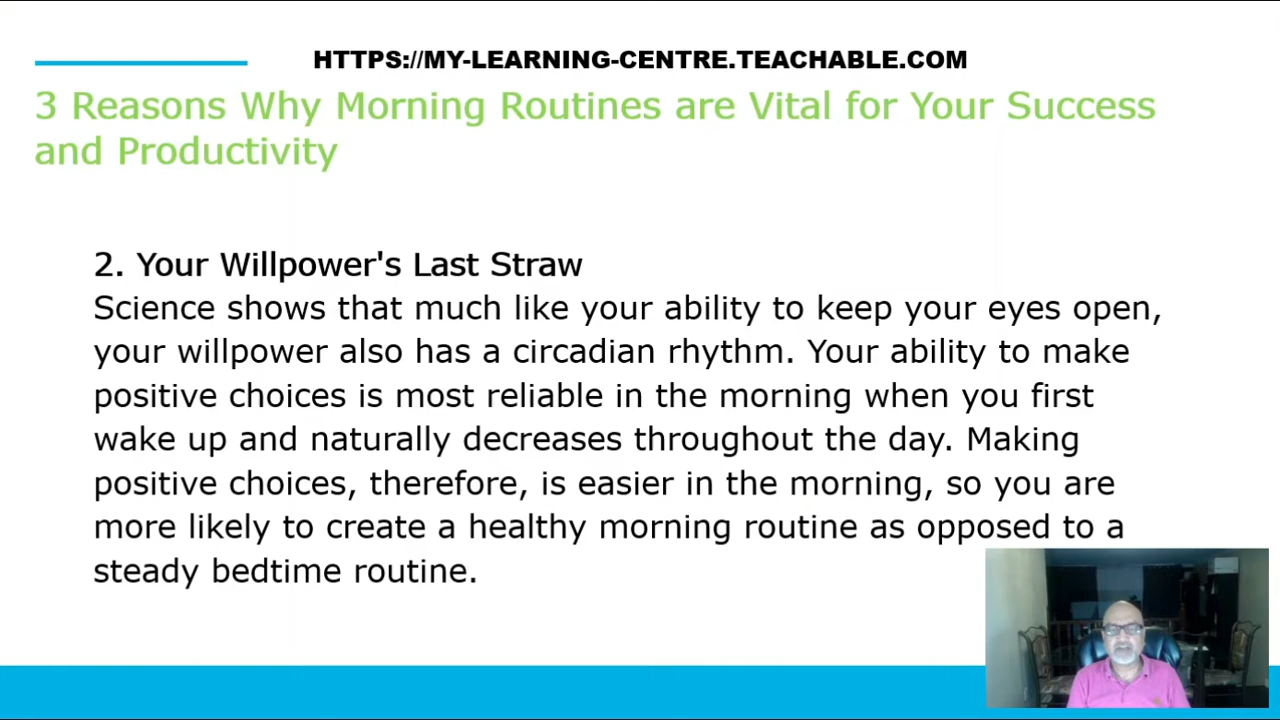 HTTPS://MY-LEARNING-CENTRE.TEACHABLE.COM
3 Reasons Why Morning Routines are Vital for Your Success
and Productivity
2. Your Willpower's Last Straw
Science shows that much like your ability to keep your eyes open,
your willpower also has a circadian rhythm. Your ability to make
positive choices is most reliable in the morning when you first
wake up and naturally decreases throughout the day. Making
positive choices, therefore, is easier in the morning, so you are
more likely to create a healthy morning routine as opposed to a
steady bedtime routine.